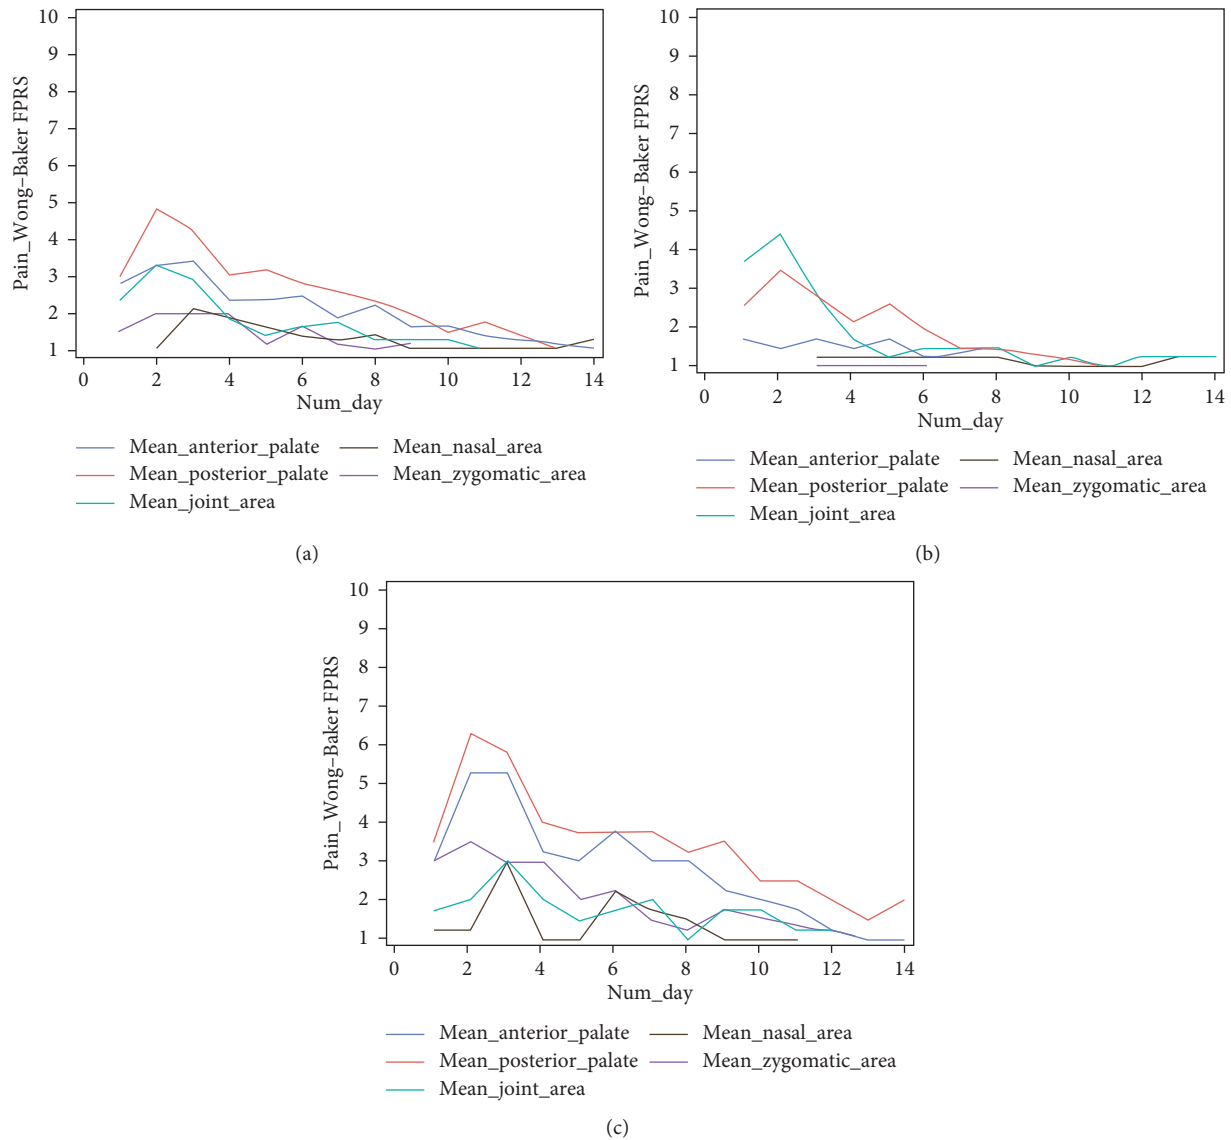 10
9
8
7
6
5
4
3
2
1
Pain_Wong–Baker FPRS
0 2 4 6 8 10 12 14
Num_day
Mean_anterior_palate Mean_nasal_area
Mean_posterior_palate Mean_zygomatic_area
Mean_joint_area
(a)
10
9
8
7
6
5
4
3
2
1
Pain_Wong–Baker FPRS
0 2 4 6 8 10 12 14
Num_day
Mean_anterior_palate Mean_nasal_area
Mean_posterior_palate Mean_zygomatic_area
Mean_joint_area
(b)
10
9
8
7
6
5
4
3
2
1
Pain_Wong–Baker FPRS
0 2 4 6 8 10 12 14
Num_day
Mean_anterior_palate Mean_nasal_area
Mean_posterior_palate Mean_zygomatic_area
Mean_joint_area
(c)